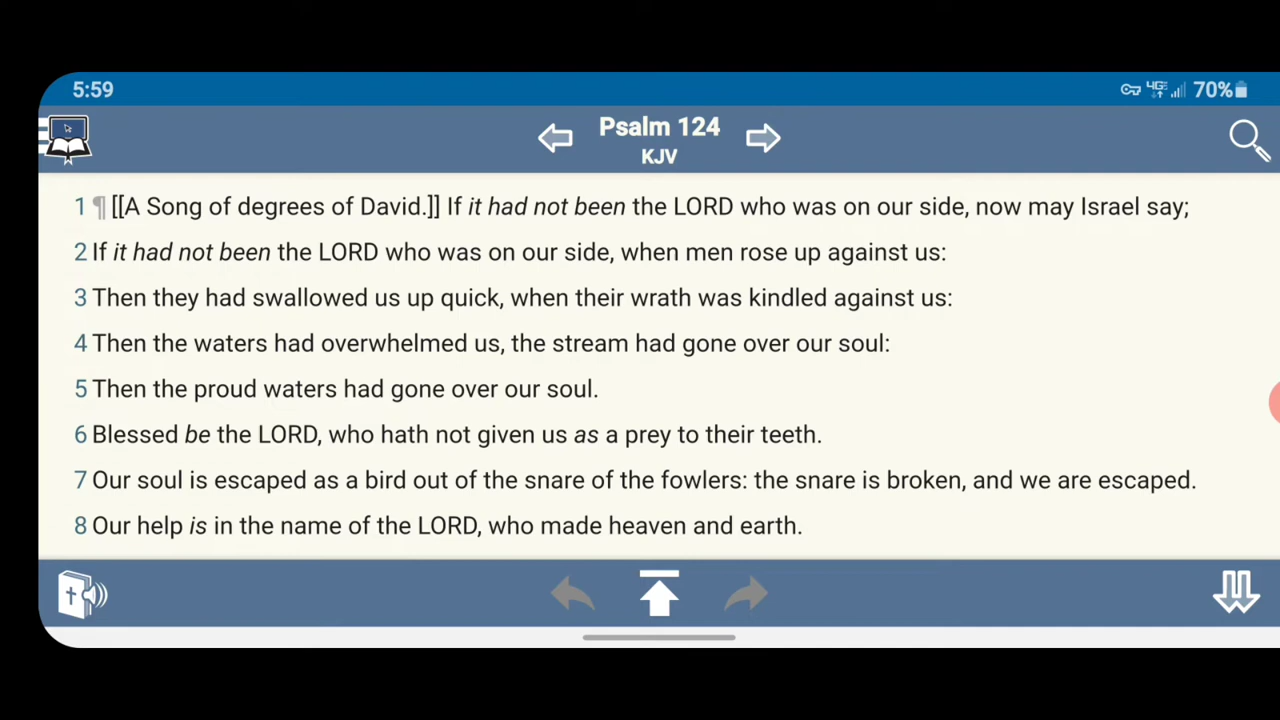 5:59
4G 70%
Psalm 124
KJV
1 ¶ [[A Song of degrees of David.]] If it had not been the LORD who was on our side, now may Israel say;
2 If it had not been the LORD who was on our side, when men rose up against us:
3 Then they had swallowed us up quick, when their wrath was kindled against us:
4 Then the waters had overwhelmed us, the stream had gone over our soul:
5 Then the proud waters had gone over our soul.
6 Blessed be the LORD, who hath not given us as a prey to their teeth.
7 Our soul is escaped as a bird out of the snare of the fowlers: the snare is broken, and we are escaped.
8 Our help is in the name of the LORD, who made heaven and earth.